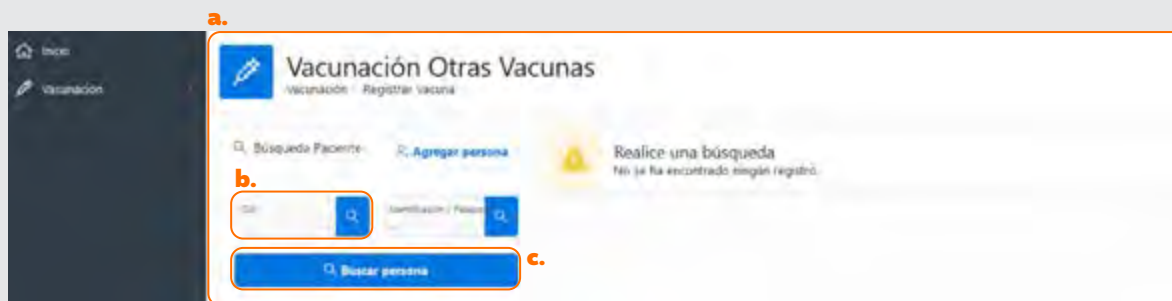 a.
Inicio
Vacunación
Vacunación Otras Vacunas
Vacunación Registrar vacuna
Búsqueda Paciente
Agregar persona
Realice una búsqueda
No se ha encontrado ningún registro.
b.
Identificación / 
Buscar persona
c.